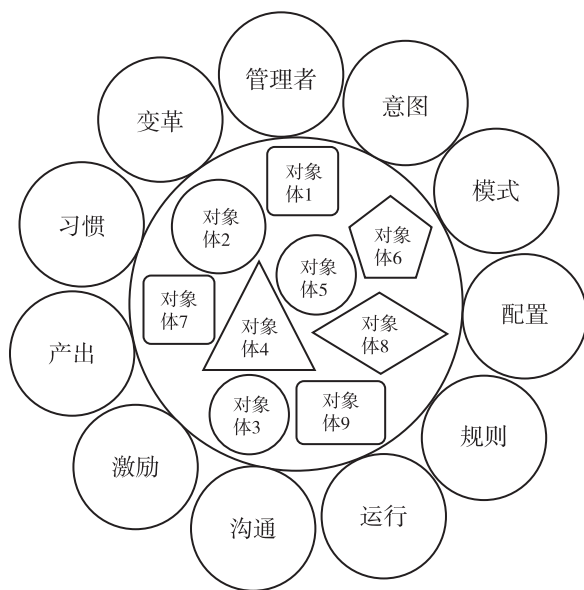 管理者
意图
变革
模式
习惯
配置
产出
规则
激励
运行
沟通
对象
体1
对象
体2
对象
体6
对象
体5
对象
体7
对象
体4
对象
体8
对象
体3
对象
体9